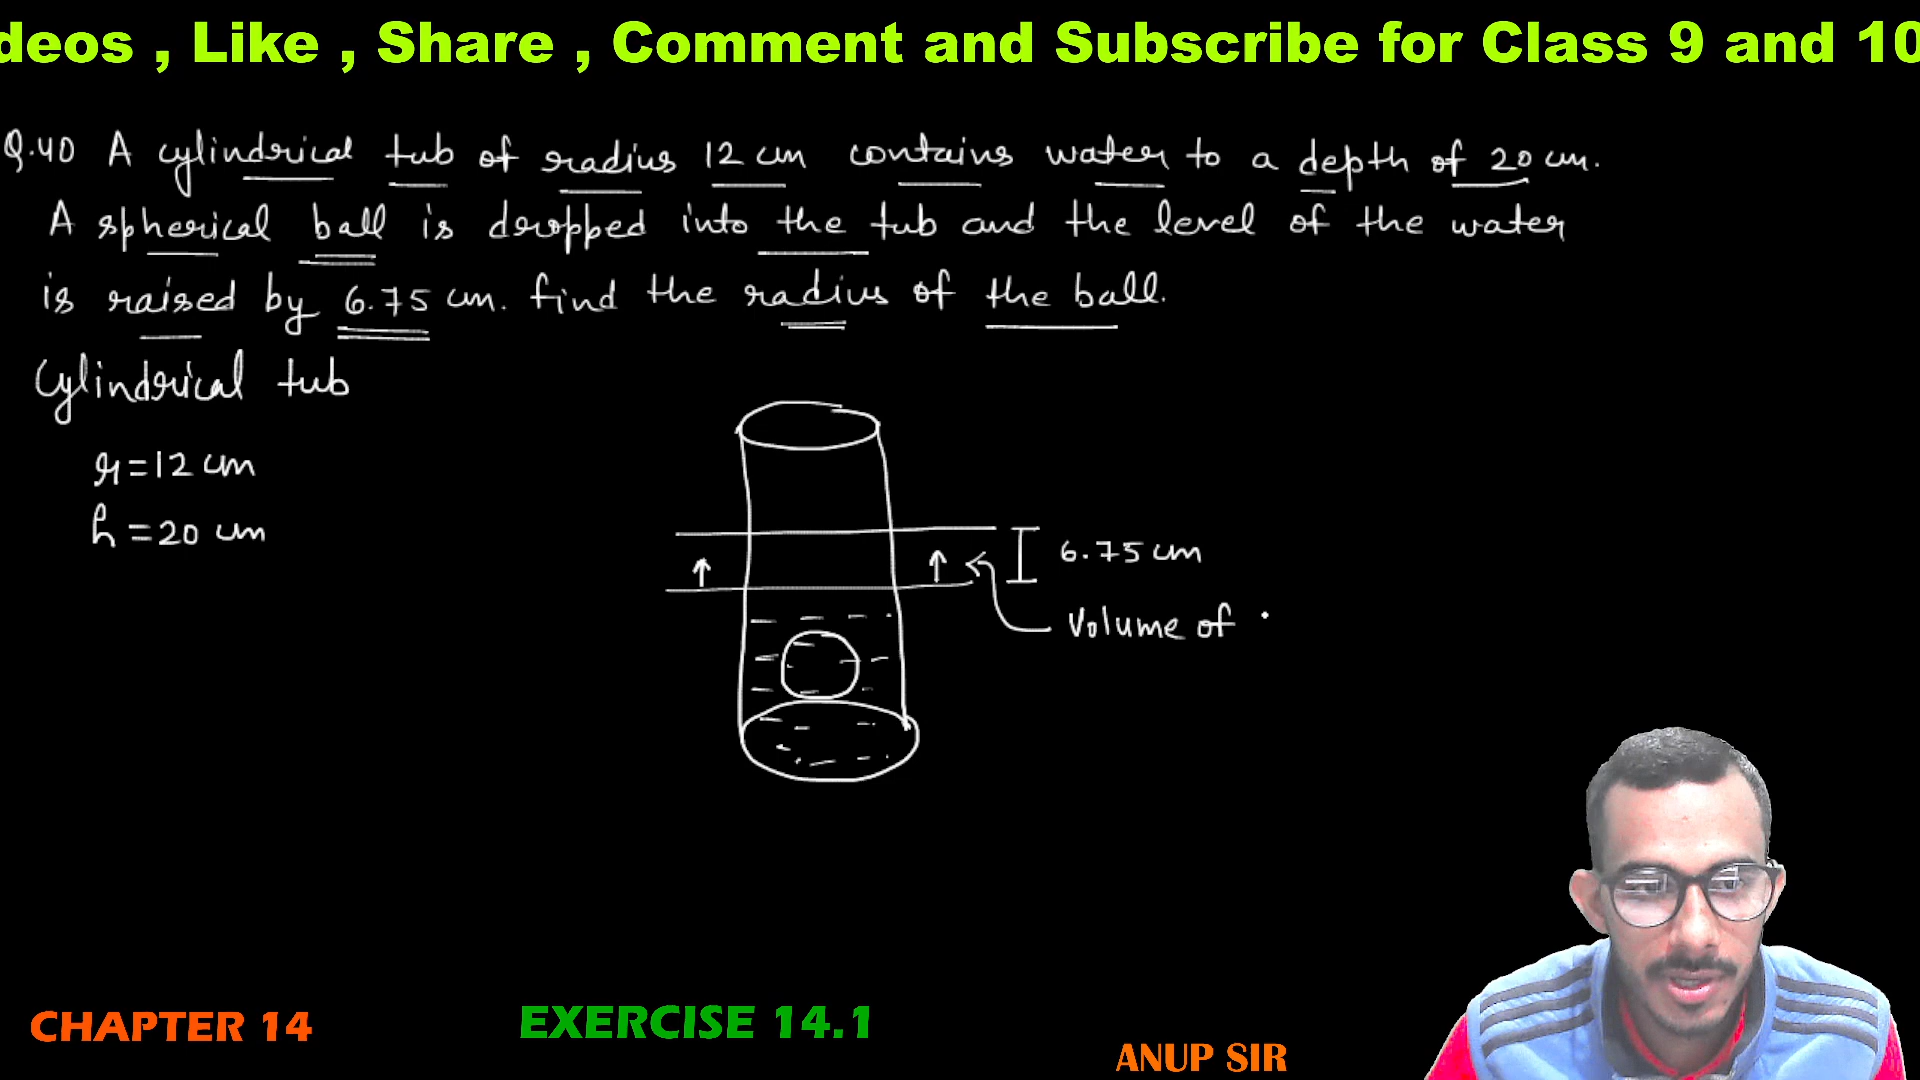 deos , Like , Share , Comment and Subscribe for Class 9 and 10
Q.40 A cylindrical tub of radius 12 cm contains water to a depth of 20 cm.
A spherical ball is dropped into the tub and the level of the water
is raised by 6.75 cm. find the radius of the ball.
Cylindrical tub
r = 12 cm
h = 20 cm
6.75 cm
Volume of
CHAPTER 14
EXERCISE 14.1
ANUP SIR